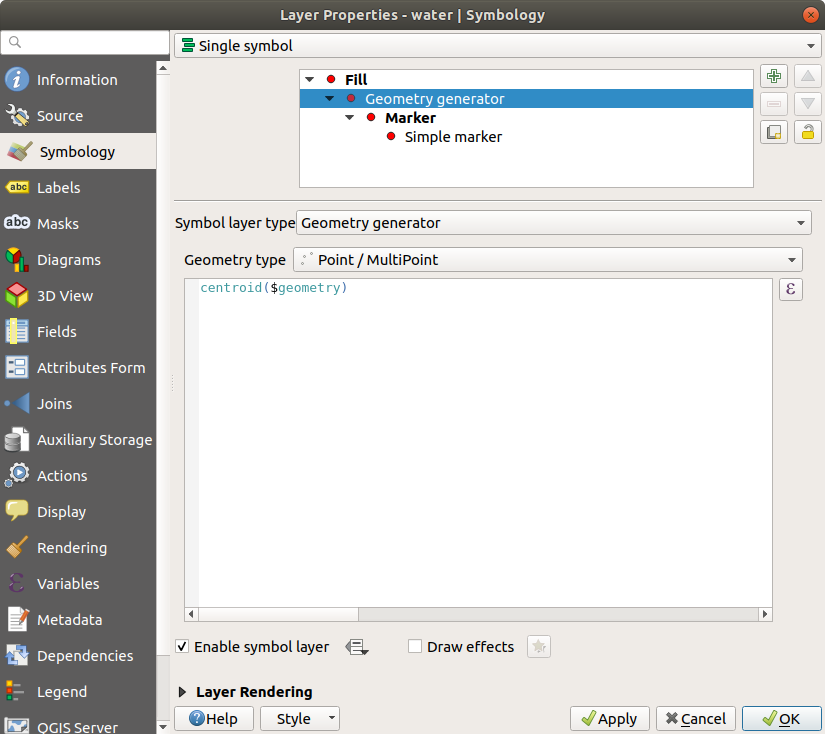 Layer Properties - water | Symbology
Single symbol
Information
Source
Symbology
Labels
Masks
Diagrams
3D View
Fields
Attributes Form
Joins
Auxiliary Storage
Actions
Display
Rendering
Variables
Metadata
Dependencies
Legend
QGIS Server
Fill
Geometry generator
Marker
Simple marker
Symbol layer type Geometry generator
Geometry type Point / MultiPoint
centroid($geometry)
ε
Enable symbol layer Draw effects
Layer Rendering
Help Style Apply Cancel OK